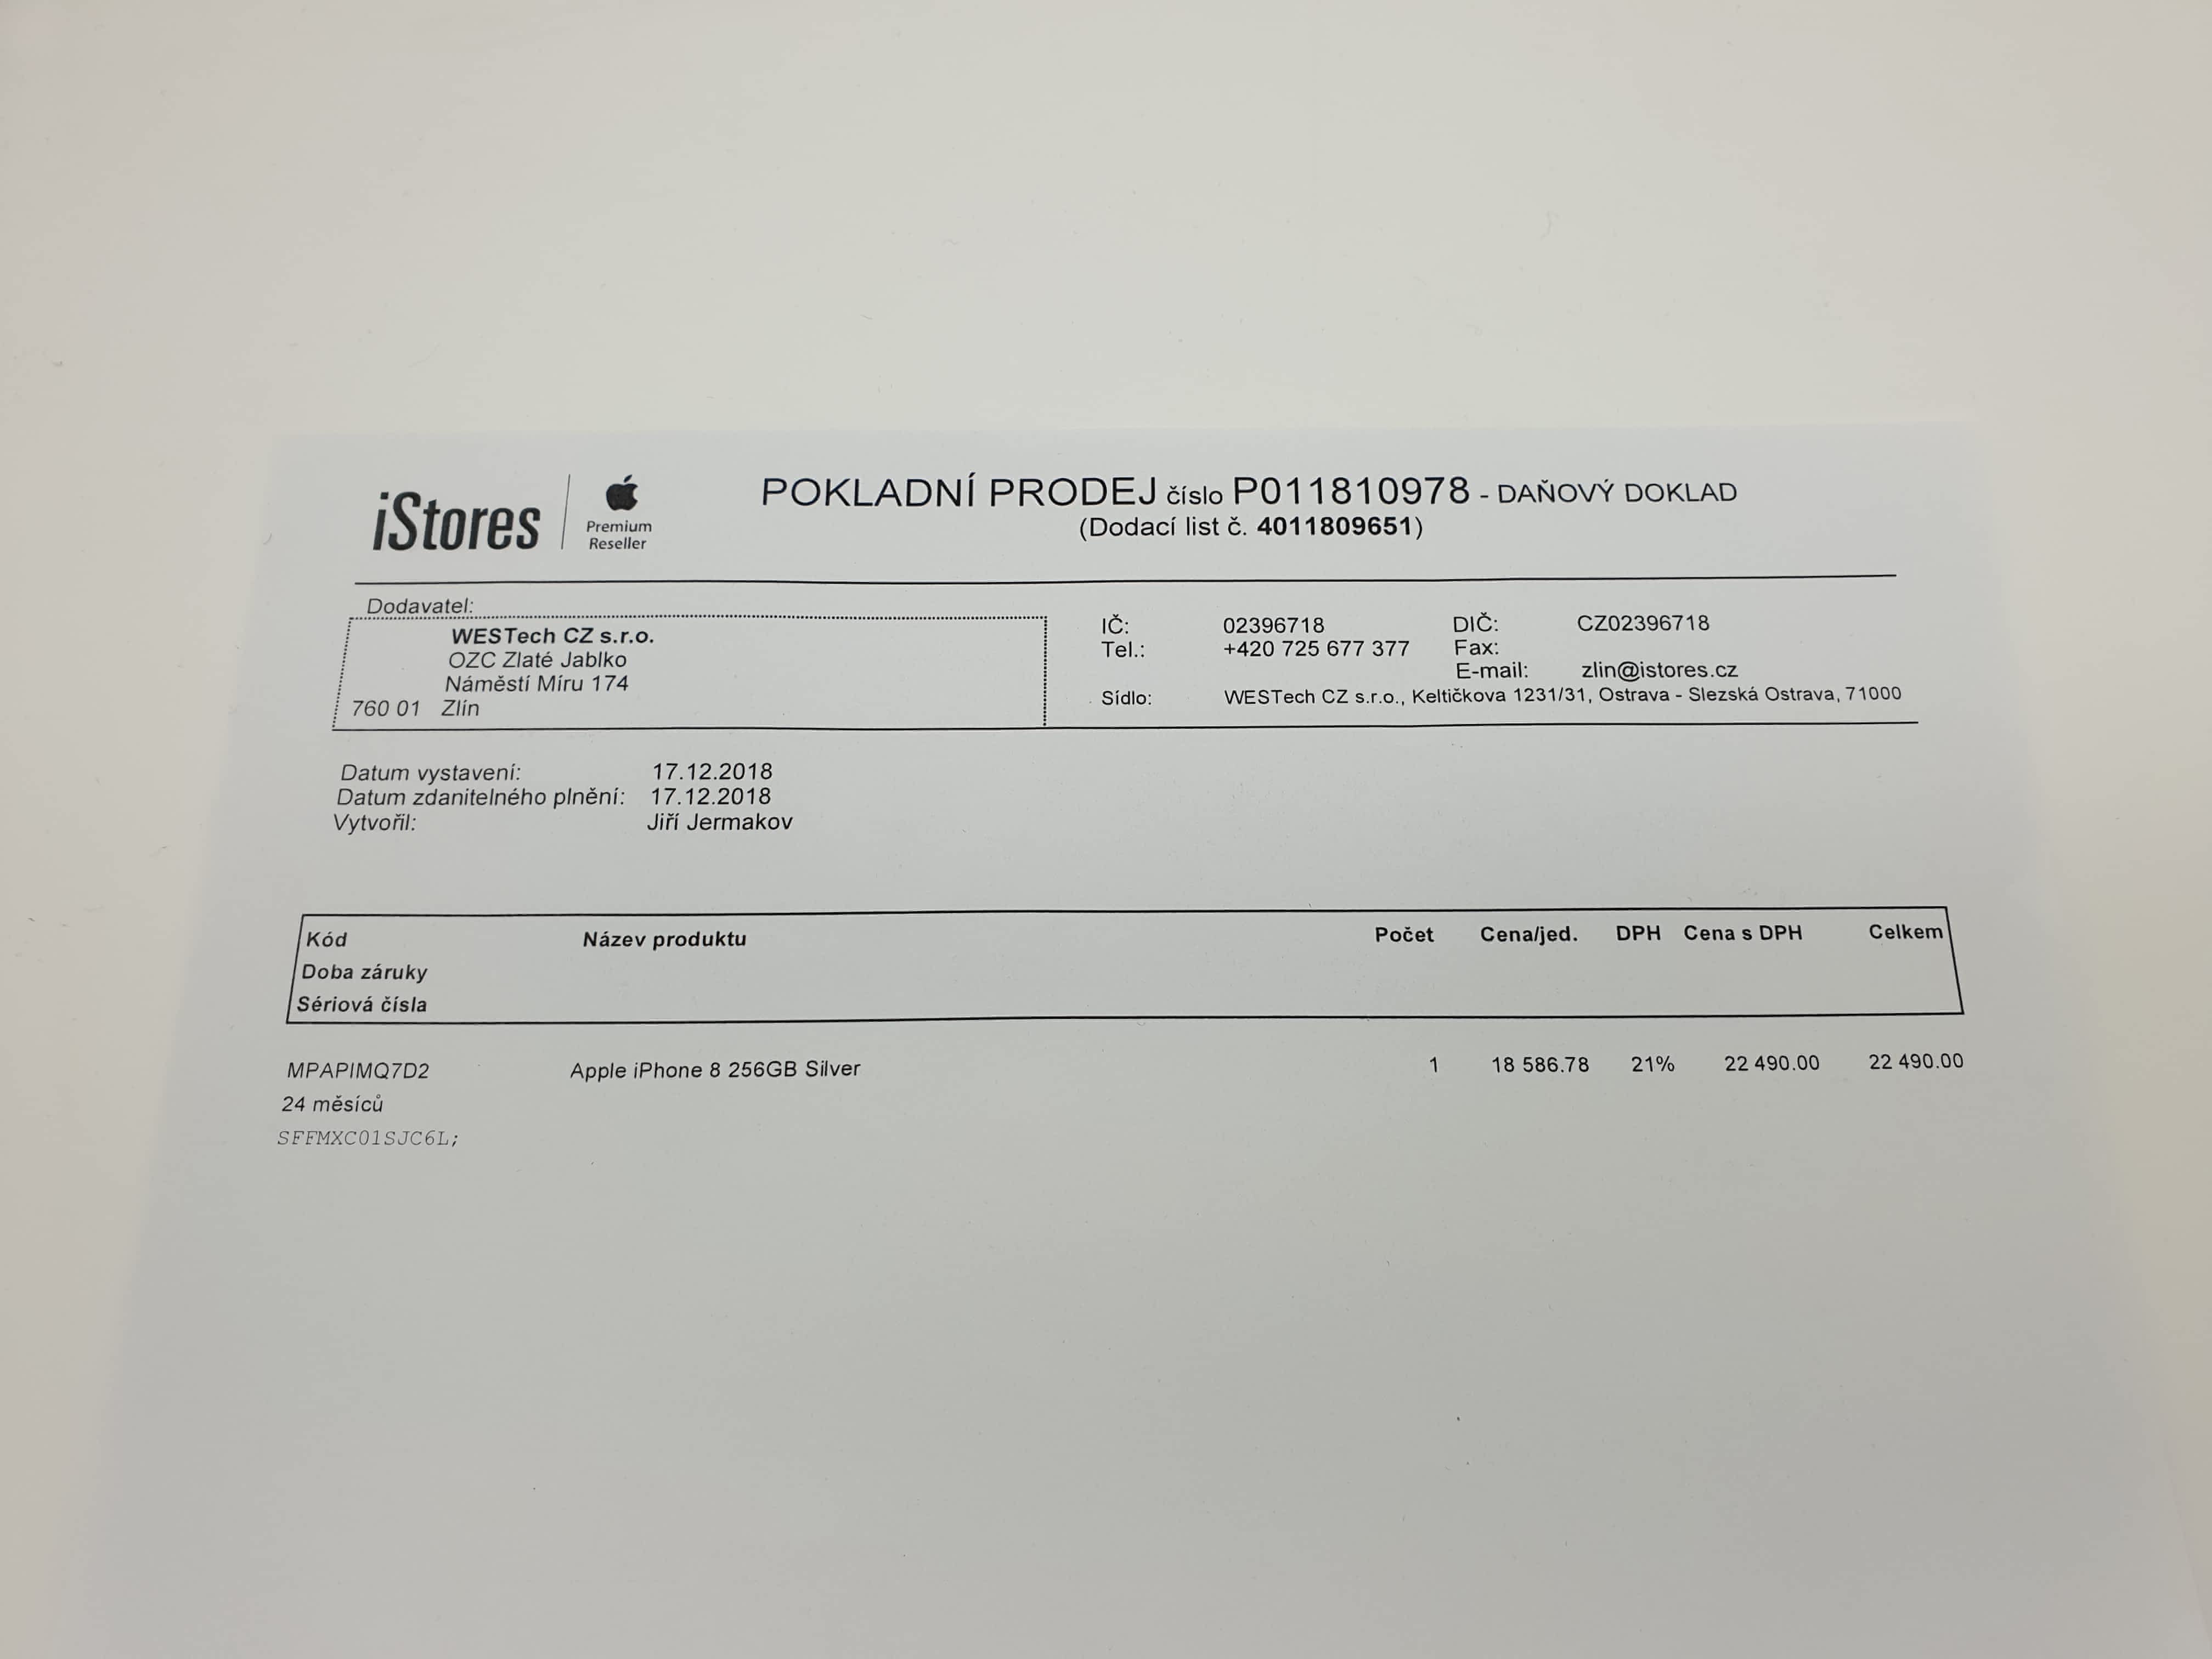 iStores
Premium
Reseller
POKLADNÍ PRODEJ číslo P011810978 - DAŇOVÝ DOKLAD
(Dodací list č. 4011809651)
Dodavatel:
WESTech CZ s.r.o.
OZC Zlaté Jablko
Náměstí Míru 174
760 01 Zlín
IČ: 02396718 DIČ: CZ02396718
Tel.: +420 725 677 377 Fax:
E-mail: zlin@istores.cz
Sídlo: WESTech CZ s.r.o., Keltičkova 1231/31, Ostrava - Slezská Ostrava, 71000
Datum vystavení: 17.12.2018
Datum zdanitelného plnění: 17.12.2018
Vytvořil: Jiří Jermakov
Kód Název produktu Počet Cena/jed. DPH Cena s DPH Celkem
Doba záruky
Sériová čísla
MPAPIMQ7D2 Apple iPhone 8 256GB Silver 1 18 586.78 21% 22 490.00 22 490.00
24 měsíců
SFFMXC01SJC6L;